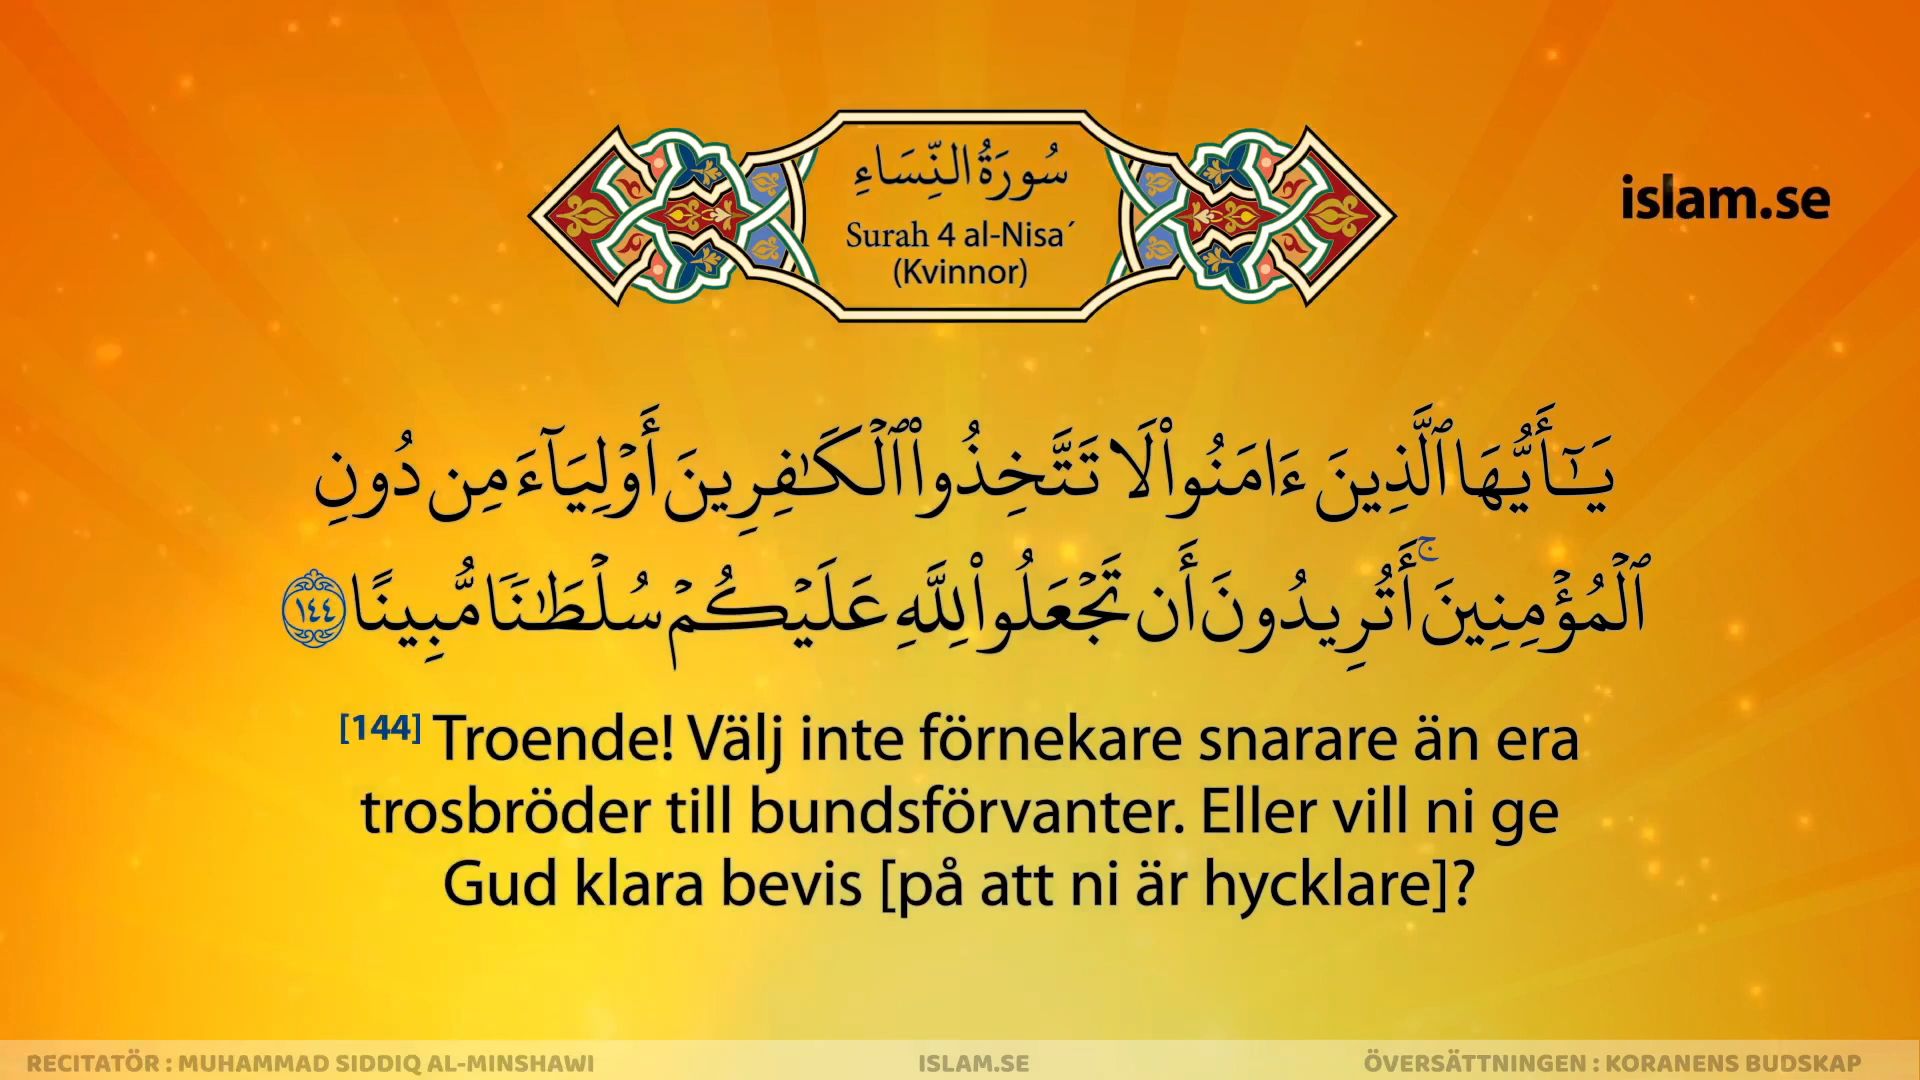 سُورَةُ النِّسَاءِ
Surah 4 al-Nisa´
(Kvinnor)
islam.se
يَـٰٓأَيُّهَا ٱلَّذِينَ ءَامَنُوا۟ لَا تَتَّخِذُوا۟ ٱلْكَـٰفِرِينَ أَوْلِيَآءَ مِن دُونِ
ٱلْمُؤْمِنِينَ ۚ أَتُرِيدُونَ أَن تَجْعَلُوا۟ لِلَّهِ عَلَيْكُمْ سُلْطَـٰنًا مُّبِينًا ١٤٤
[144] Troende! Välj inte förnekare snarare än era
trosbröder till bundsförvanter. Eller vill ni ge
Gud klara bevis [på att ni är hycklare]?
RECITATÖR : MUHAMMAD SIDDIQ AL-MINSHAWI
ISLAM.SE
ÖVERSÄTTNINGEN : KORANENS BUDSKAP